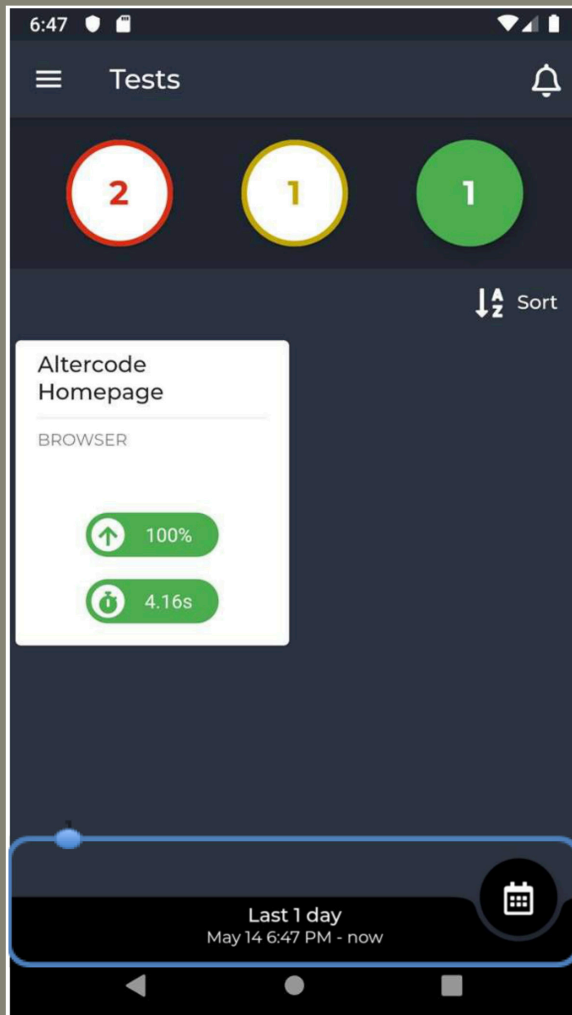 6:47
Tests
2
1
1
Sort
Altercode
Homepage
BROWSER
100%
4.16s
1
Last 1 day
May 14 6:47 PM - now